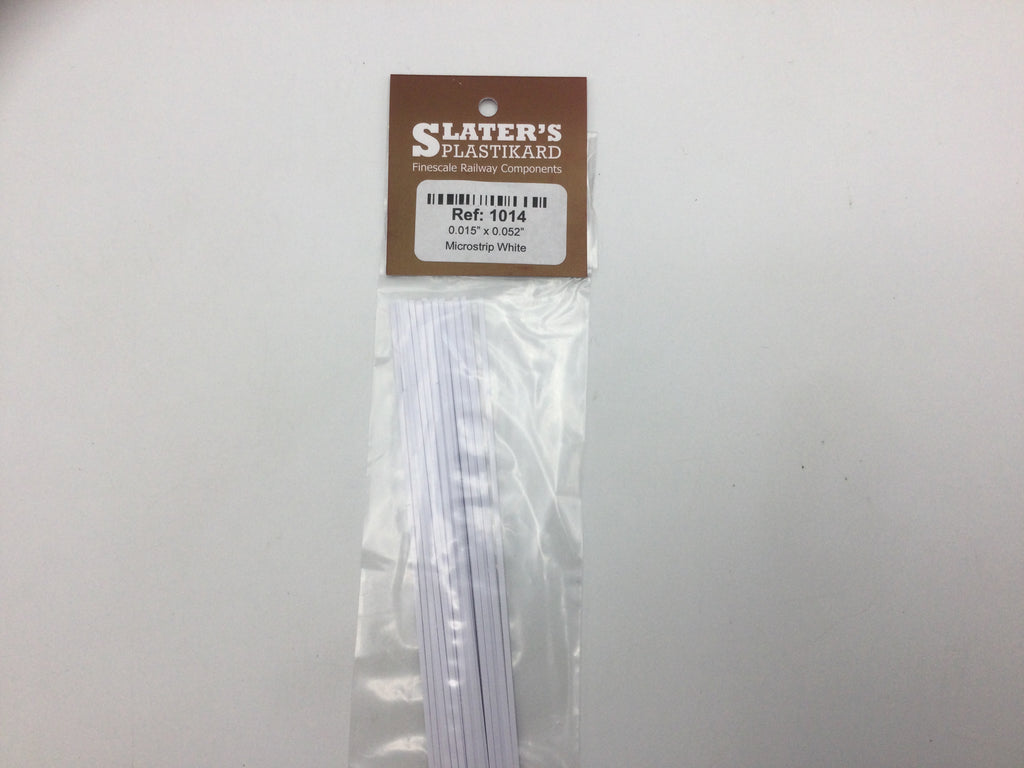 SLATER'S
PLASTIKARD
Finescale Railway Components
Ref: 1014
0.015" x 0.052"
Microstrip White